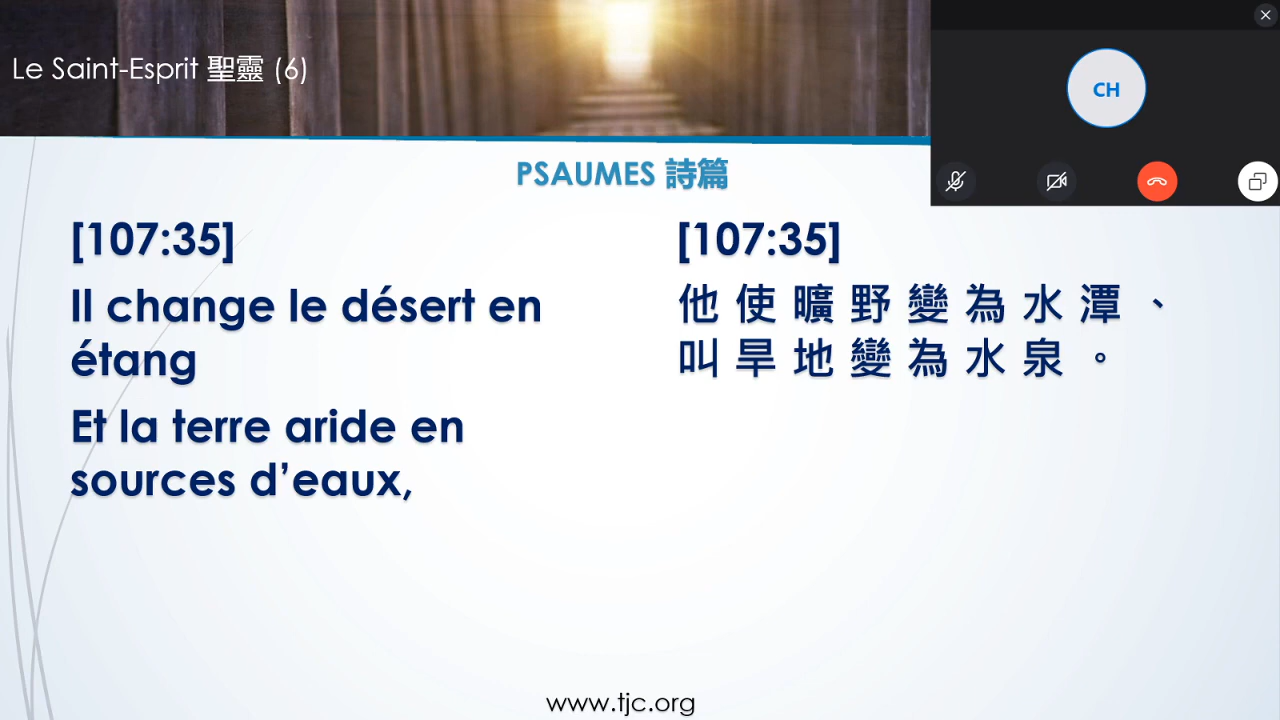 Le Saint-Esprit 聖靈 (6)
CH
PSAUMES 詩篇
[107:35]
Il change le désert en
étang
Et la terre aride en
sources d’eaux,
[107:35]
他使曠野變為水潭、
叫旱地變為水泉。
www.tjc.org